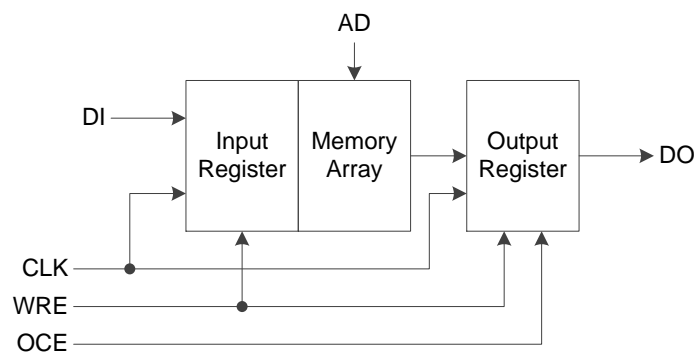 AD
DI
Input
Register
Memory
Array
Output
Register
DO
CLK
WRE
OCE